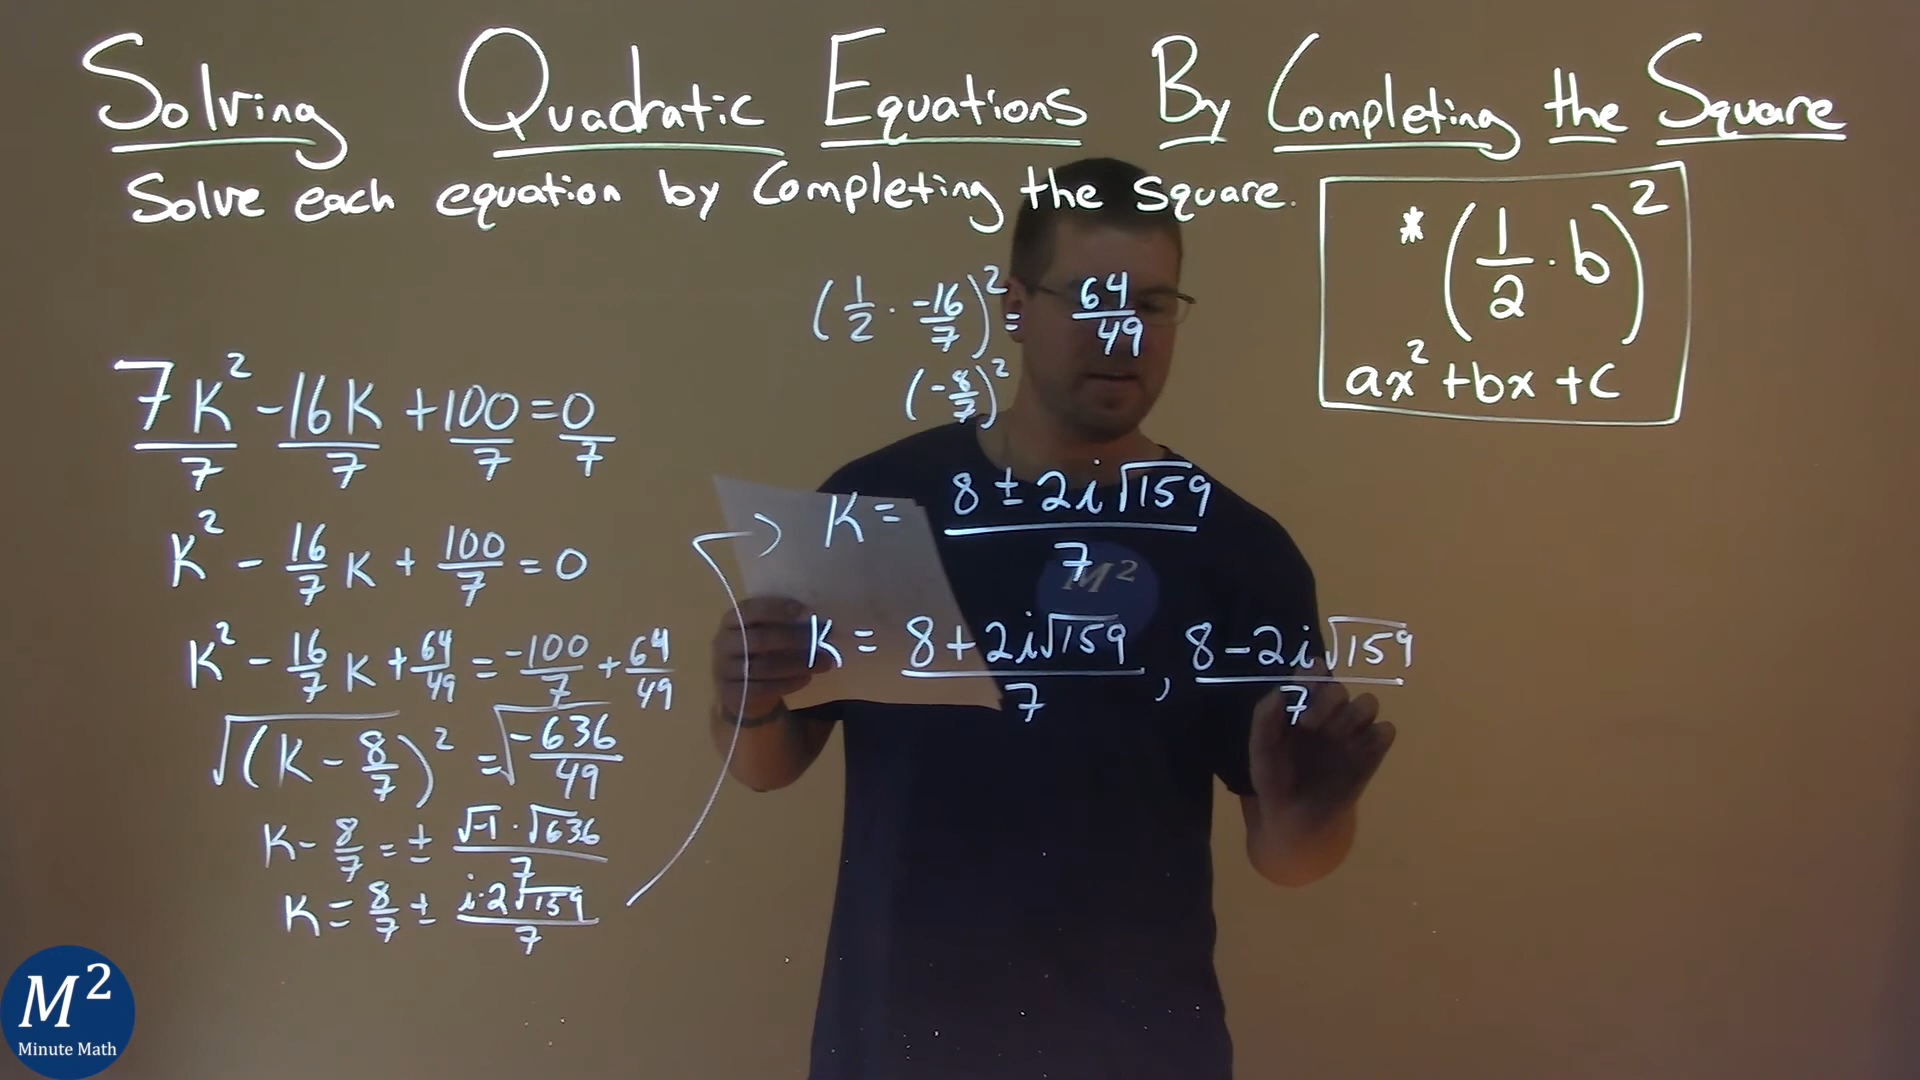 Solving Quadratic Equations By Completing the Square
Solve each equation by Completing the square.
* (1/2 · b)²
ax² + bx + c
(1/2 · -16/7)² = 64/49
(-8/7)²
7K²/7 - 16K/7 + 100/7 = 0/7
K² - 16/7 K + 100/7 = 0
K² - 16/7 K + 64/49 = -100/7 + 64/49
√(K - 8/7)² = √-636/49
K - 8/7 = ± √-1 · √636/7
K = 8/7 ± i·2√159/7
K = 8 ± 2i√159/7
K = 8 + 2i√159/7 , 8 - 2i√159/7
M²
M²
Minute Math